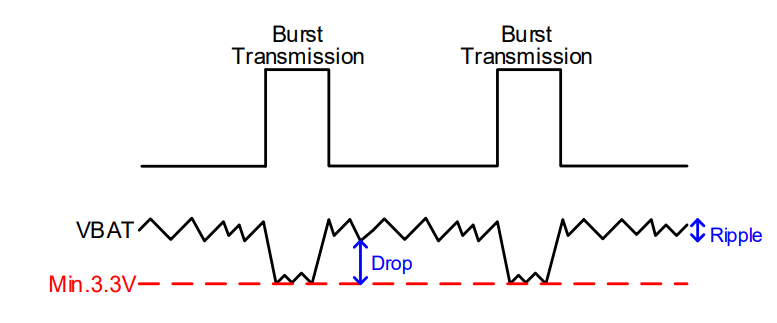 Burst
Transmission
Burst
Transmission
VBAT
Ripple
Drop
Min.3.3V